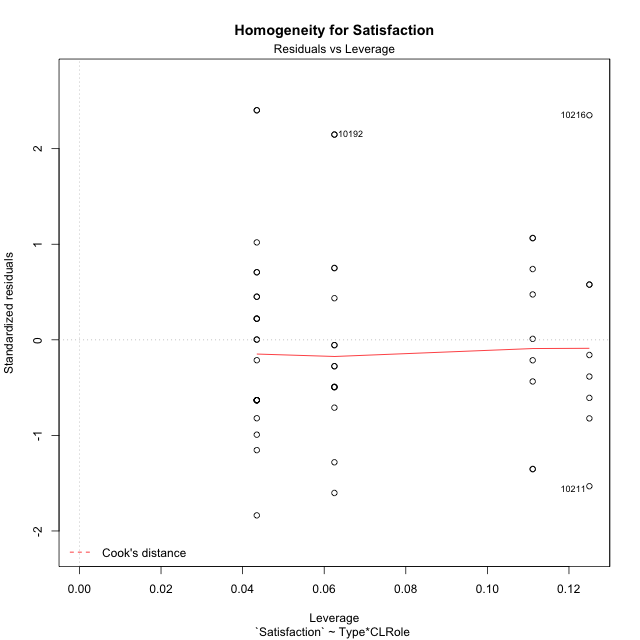 Homogeneity for Satisfaction
Residuals vs Leverage
10216
10192
2
1
0
-1
-2
Standardized residuals
10211
Cook's distance
0.00 0.02 0.04 0.06 0.08 0.10 0.12
Leverage
`Satisfaction` ~ Type*CLRole